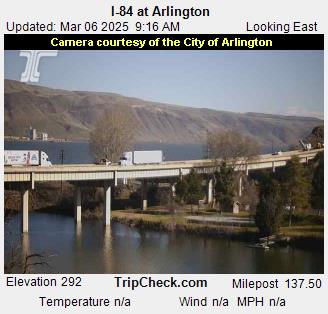 I-84 at Arlington
Updated: Mar 06 2025 9:16 AM Looking East
Camera courtesy of the City of Arlington
Elevation 292 TripCheck.com Milepost 137.50
Temperature n/a Wind n/a MPH n/a